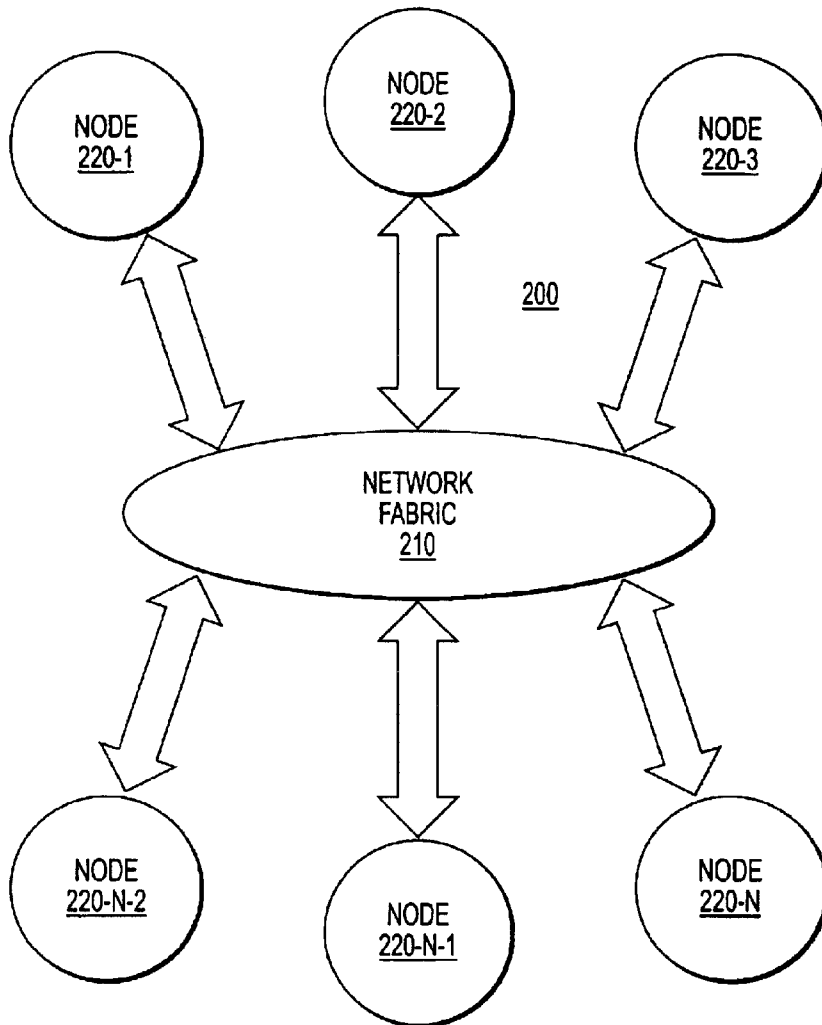 NODE
220-1
NODE
220-2
NODE
220-3
200
NETWORK
FABRIC
210
NODE
220-N-2
NODE
220-N-1
NODE
220-N